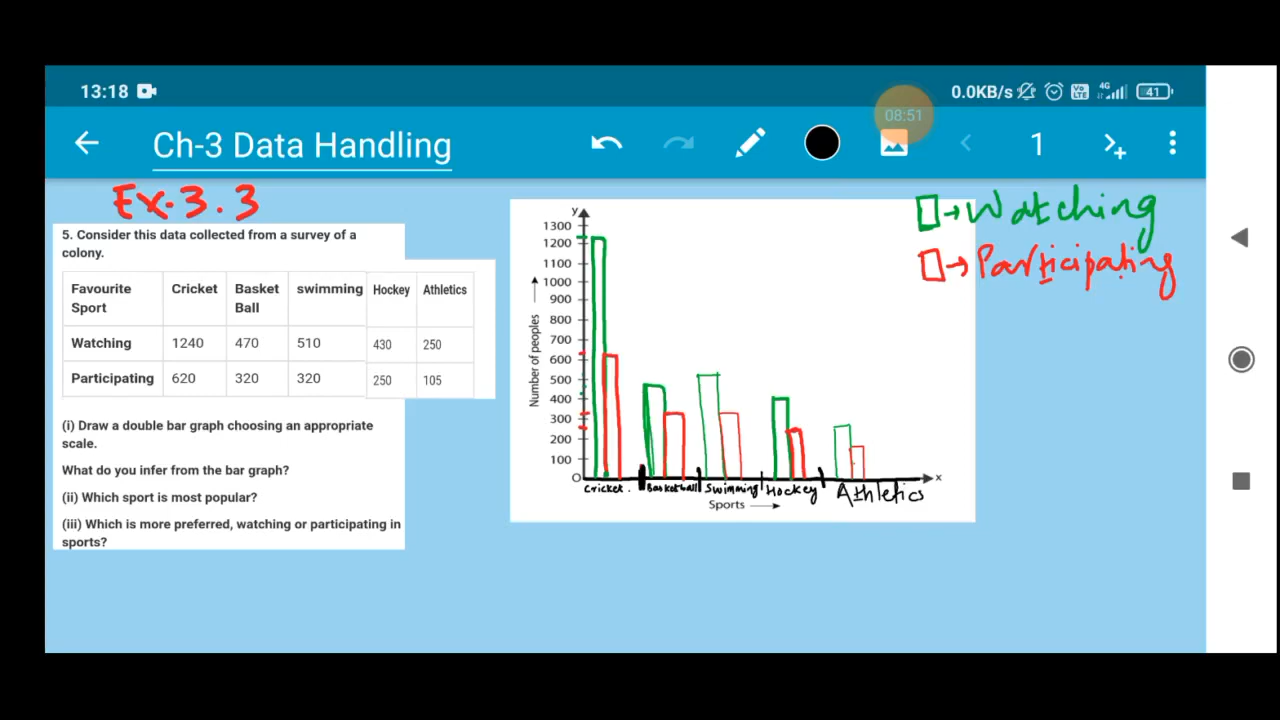 13:18
0.0KB/s
Vo LTE
4G
41
08:51
Ch-3 Data Handling
1
Ex. 3.3
5. Consider this data collected from a survey of a
colony.
Favourite Sport Cricket Basket Ball swimming Hockey Athletics
Watching 1240 470 510 430 250
Participating 620 320 320 250 105
(i) Draw a double bar graph choosing an appropriate
scale.
What do you infer from the bar graph?
(ii) Which sport is most popular?
(iii) Which is more preferred, watching or participating in
sports?
Watching
Participating
y
1300
1200
1100
1000
900
800
700
600
500
400
300
200
100
O
x
Number of peoples
Cricket. Basketball Swimming Hockey Athletics
Sports